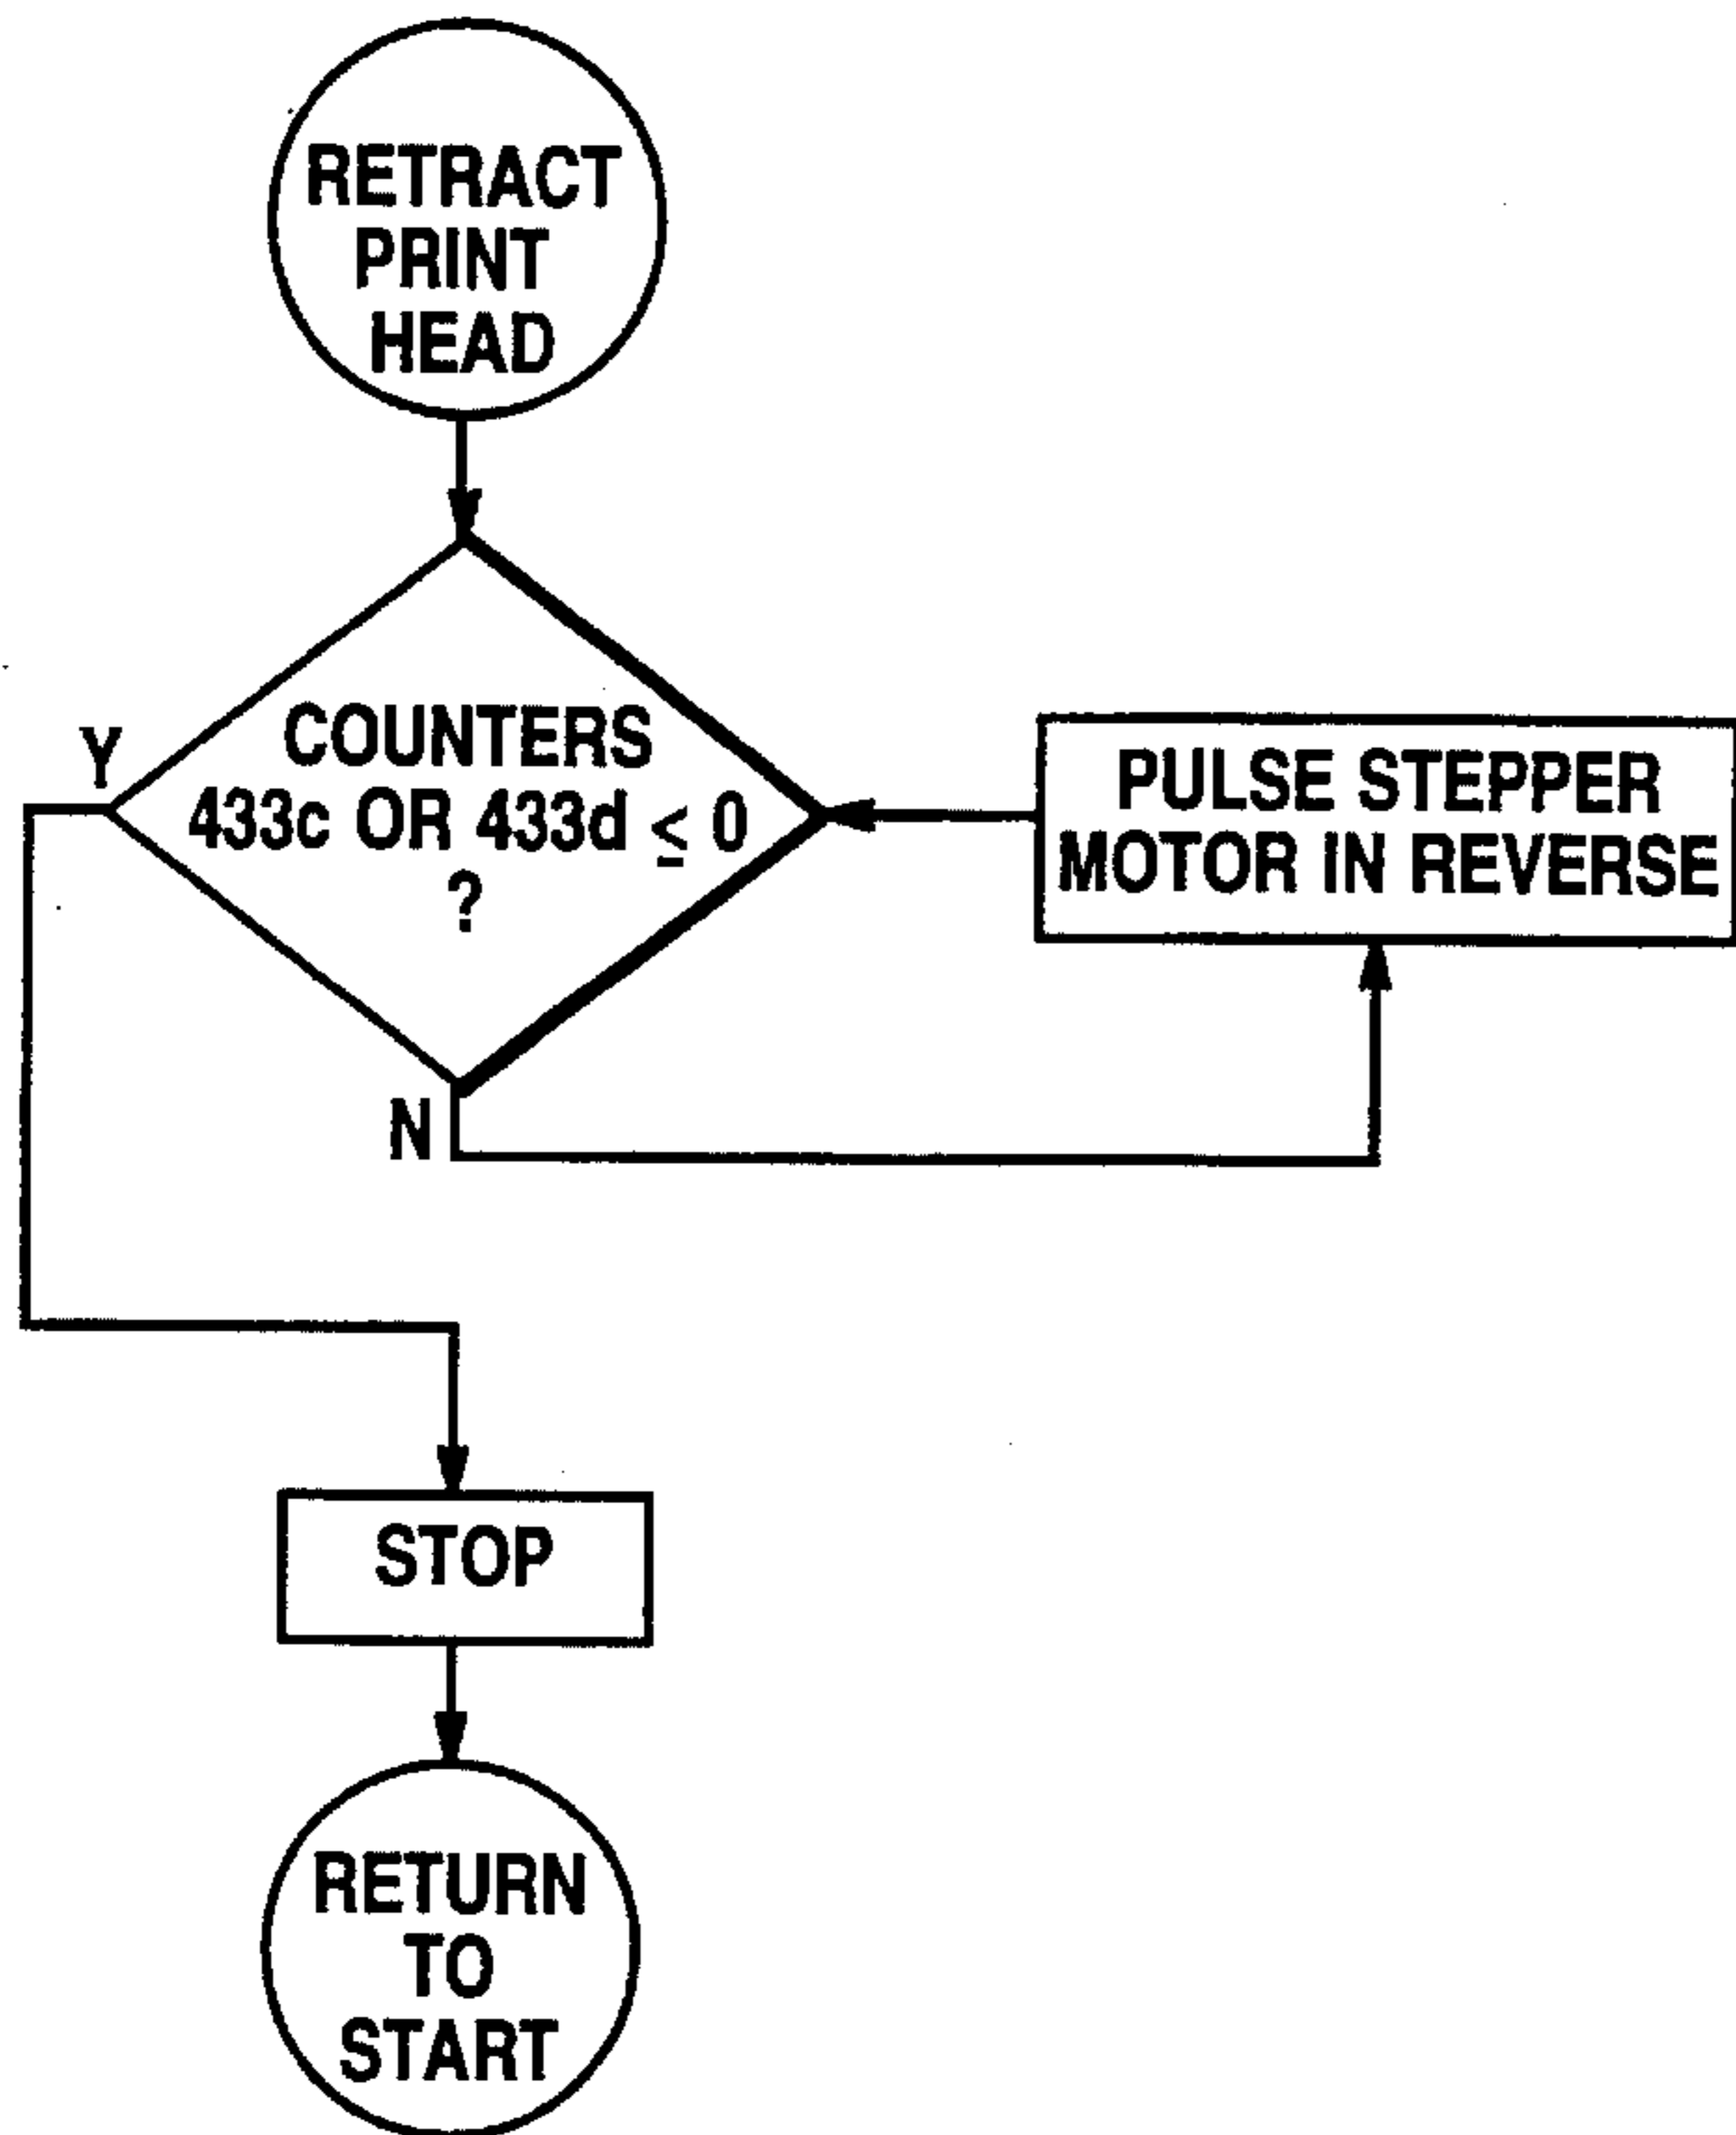 RETRACT
PRINT
HEAD
Y
COUNTERS
433c OR 433d ≤ 0
?
PULSE STEPPER
MOTOR IN REVERSE
N
STOP
RETURN
TO
START